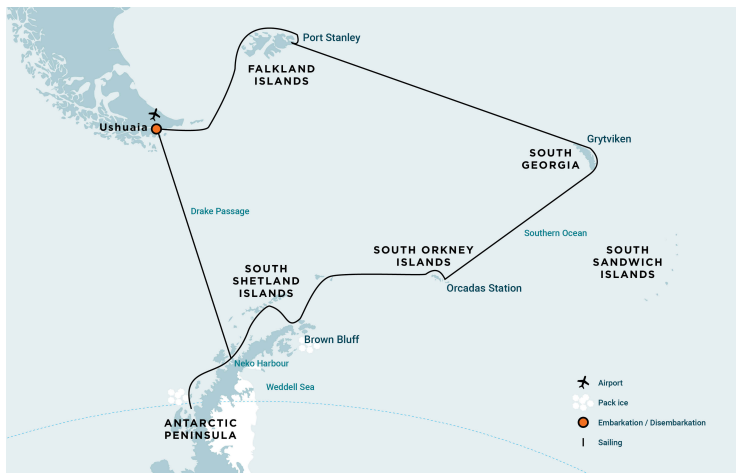 Port Stanley
FALKLAND
ISLANDS
Ushuaia
Grytviken
SOUTH
GEORGIA
Drake Passage
Southern Ocean
SOUTH ORKNEY
ISLANDS
SOUTH
SANDWICH
ISLANDS
SOUTH
SHETLAND
ISLANDS
Orcadas Station
Brown Bluff
Neko Harbour
Weddell Sea
ANTARCTIC
PENINSULA
Airport
Pack ice
Embarkation / Disembarkation
Sailing